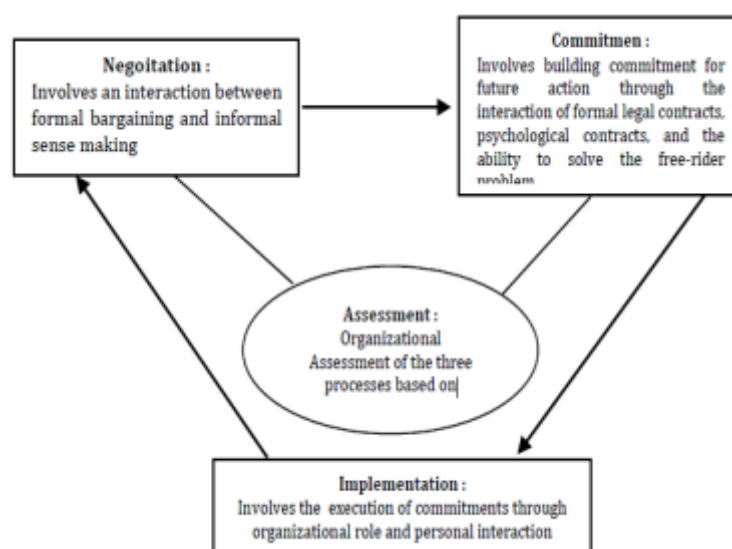 Negoitation :
Involves an interaction between
formal bargaining and informal
sense making
Commitmen :
Involves building commitment for
future action through the
interaction of formal legal contracts,
psychological contracts, and the
ability to solve the free-rider
problem
Assessment :
Organizational
Assessment of the three
processes based on
Implementation :
Involves the execution of commitments through
organizational role and personal interaction